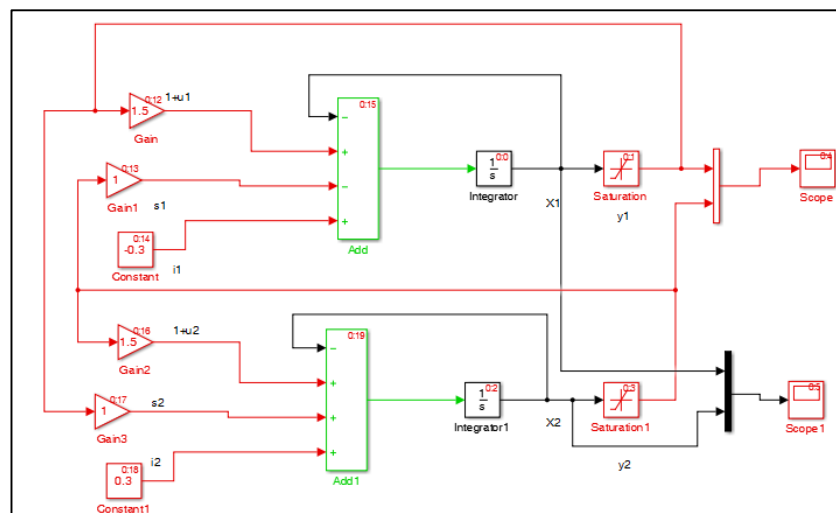 0:12
1+u1
1.5
Gain
0:13
1
Gain1
s1
0:14
-0.3
Constant
i1
0:15
−
+
−
+
Add
0:0
1
s
Integrator
X1
0:1
Saturation
y1
0:4
Scope
0:16
1+u2
1.5
Gain2
0:17
1
Gain3
s2
0:18
0.3
Constant1
i2
0:19
−
+
+
+
Add1
0:2
1
s
Integrator1
X2
0:3
Saturation1
y2
0:5
Scope1